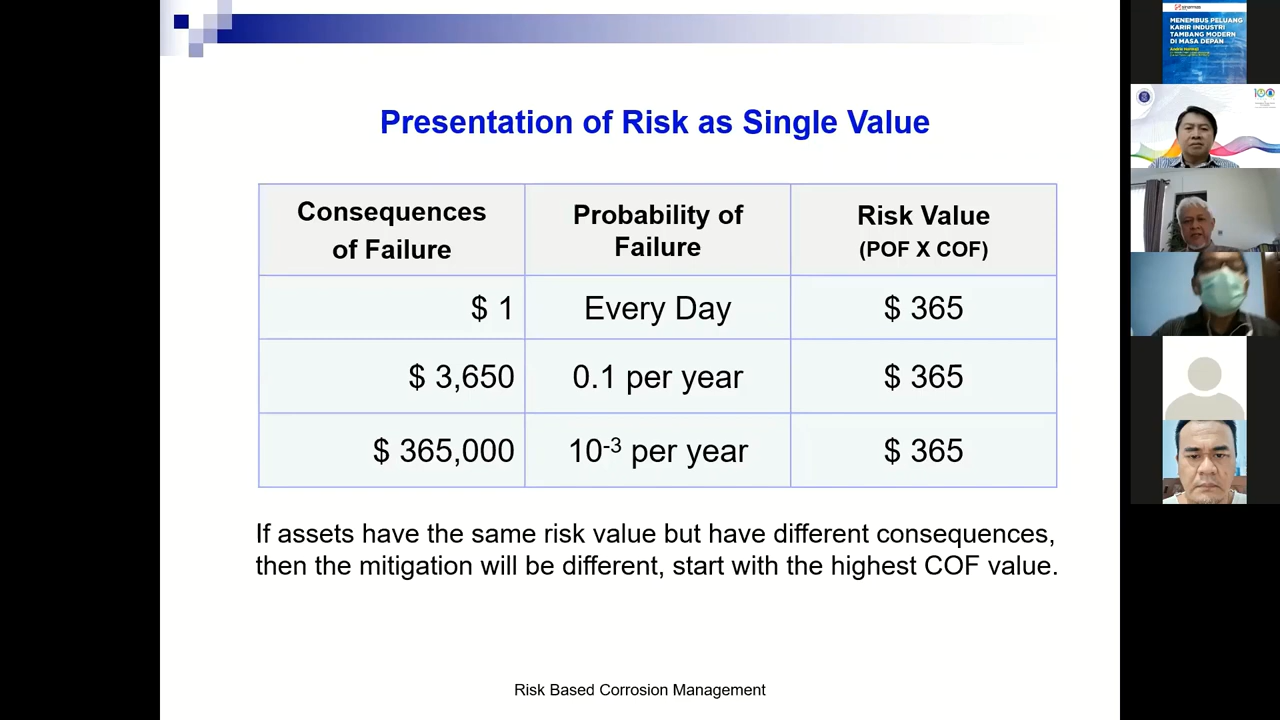 Presentation of Risk as Single Value
Consequences
of Failure
Probability of
Failure
Risk Value
(POF X COF)
$ 1
Every Day
$ 365
$ 3,650
0.1 per year
$ 365
$ 365,000
10⁻³ per year
$ 365
If assets have the same risk value but have different consequences,
then the mitigation will be different, start with the highest COF value.
Risk Based Corrosion Management
sinarmas
MENEMBUS PELUANG
KARIR INDUSTRI
TAMBANG MODERN
DI MASA DEPAN
100